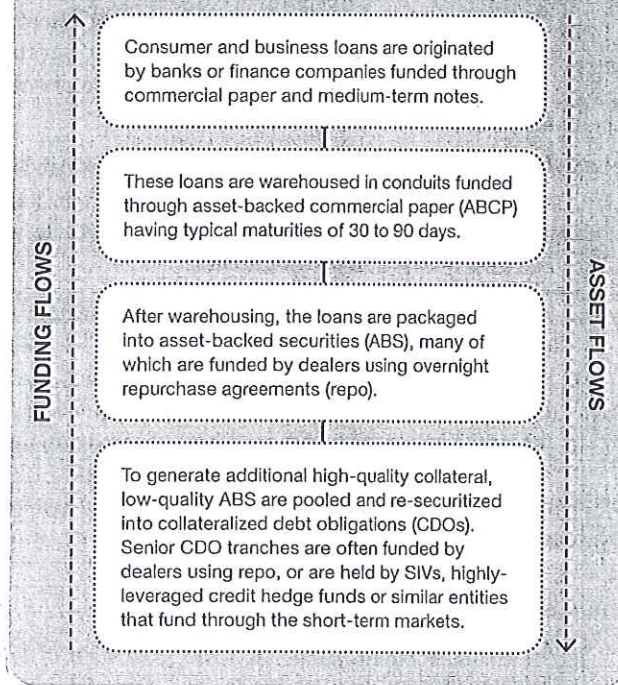 Consumer and business loans are originated
by banks or finance companies funded through
commercial paper and medium-term notes.
These loans are warehoused in conduits funded
through asset-backed commercial paper (ABCP)
having typical maturities of 30 to 90 days.
After warehousing, the loans are packaged
into asset-backed securities (ABS), many of
which are funded by dealers using overnight
repurchase agreements (repo).
To generate additional high-quality collateral,
low-quality ABS are pooled and re-securitized
into collateralized debt obligations (CDOs).
Senior CDO tranches are often funded by
dealers using repo, or are held by SIVs, highly-
leveraged credit hedge funds or similar entities
that fund through the short-term markets.
FUNDING FLOWS
ASSET FLOWS